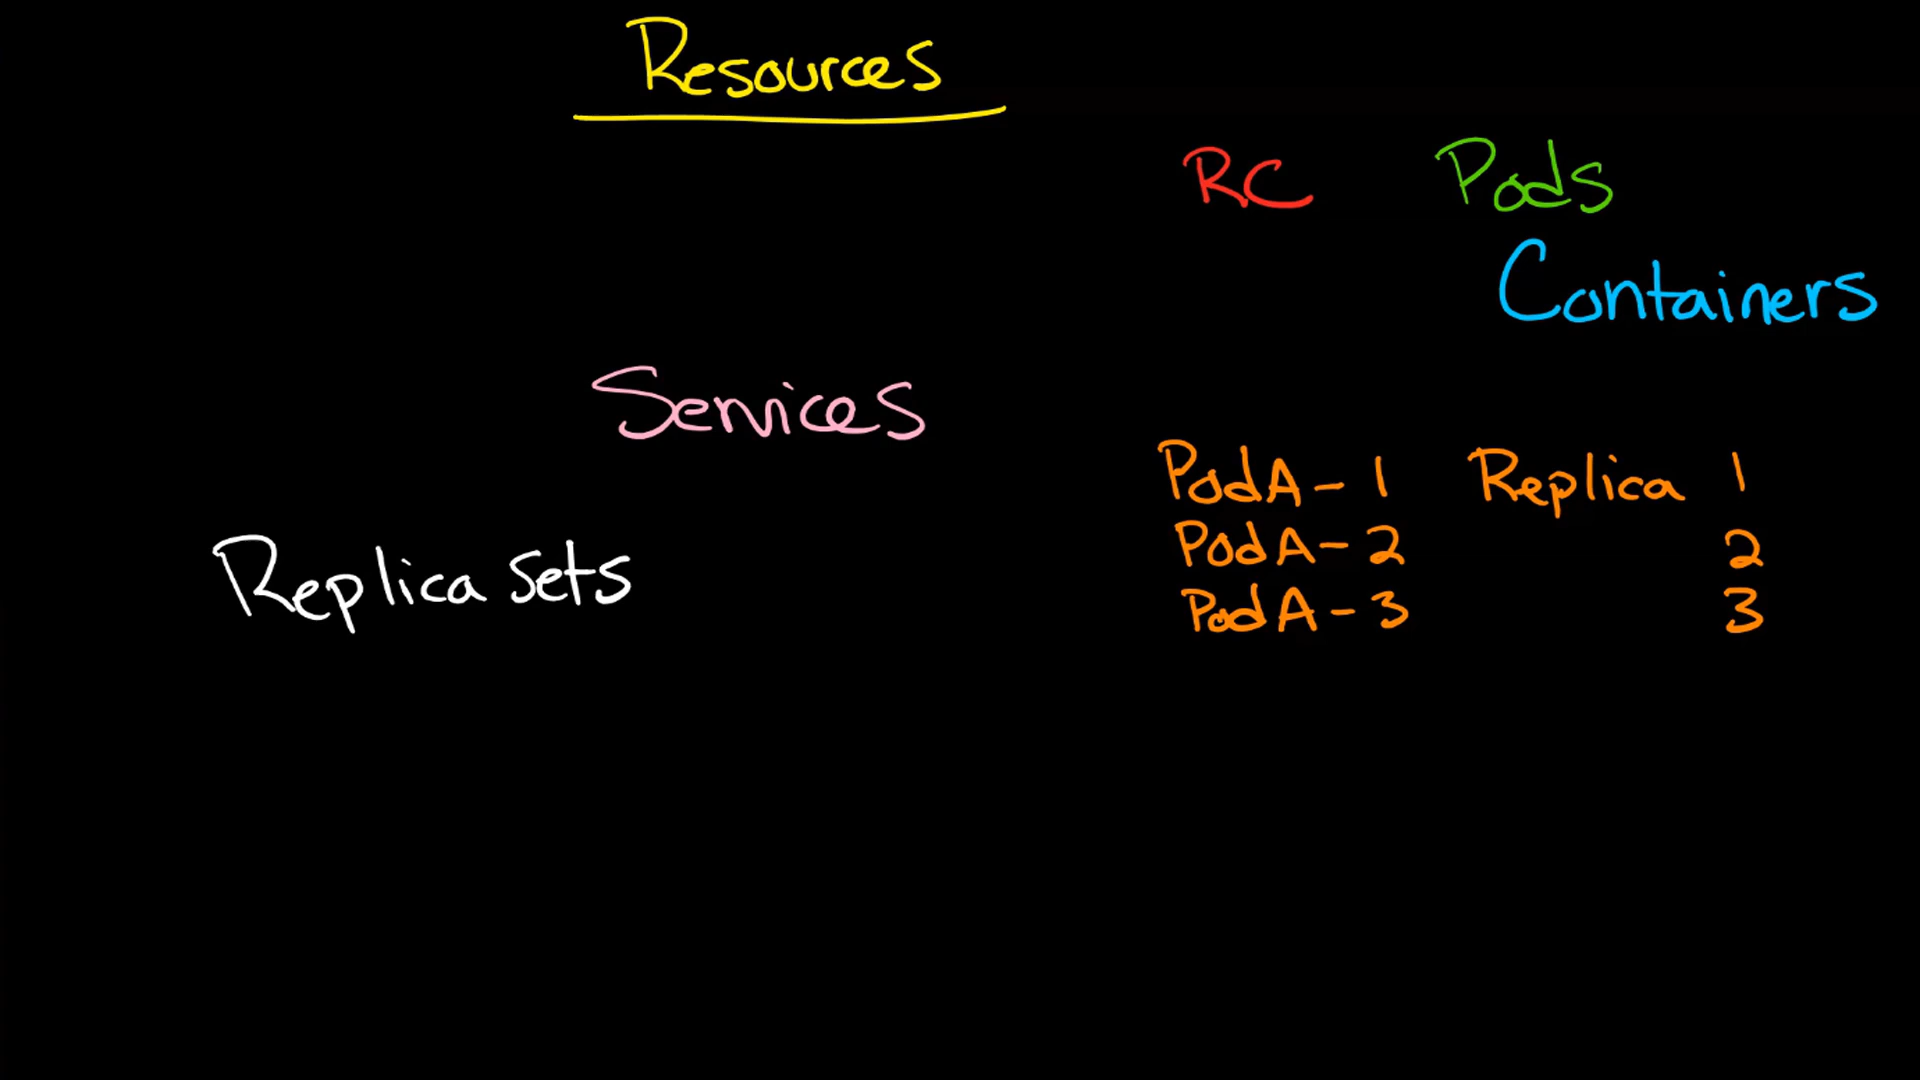 Resources
RC Pods
Containers
Services
PodA-1 Replica 1
PodA-2 2
PodA-3 3
Replica sets